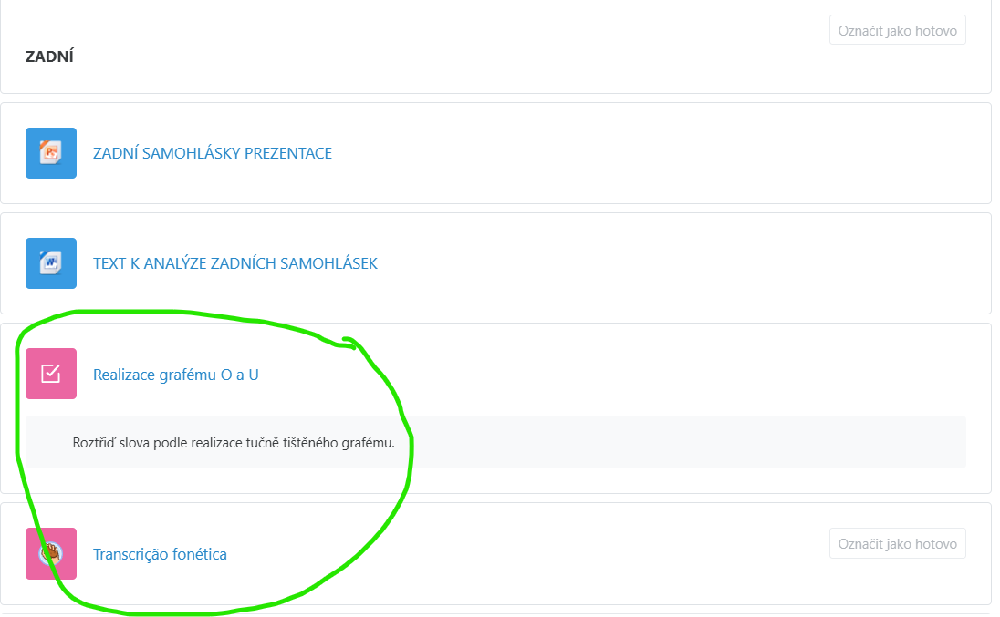 Označit jako hotovo
ZADNÍ
ZADNÍ SAMOHLÁSKY PREZENTACE
TEXT K ANALÝZE ZADNÍCH SAMOHLÁSEK
Realizace grafému O a U
Roztřiď slova podle realizace tučně tištěného grafému.
Transcrição fonética
Označit jako hotovo